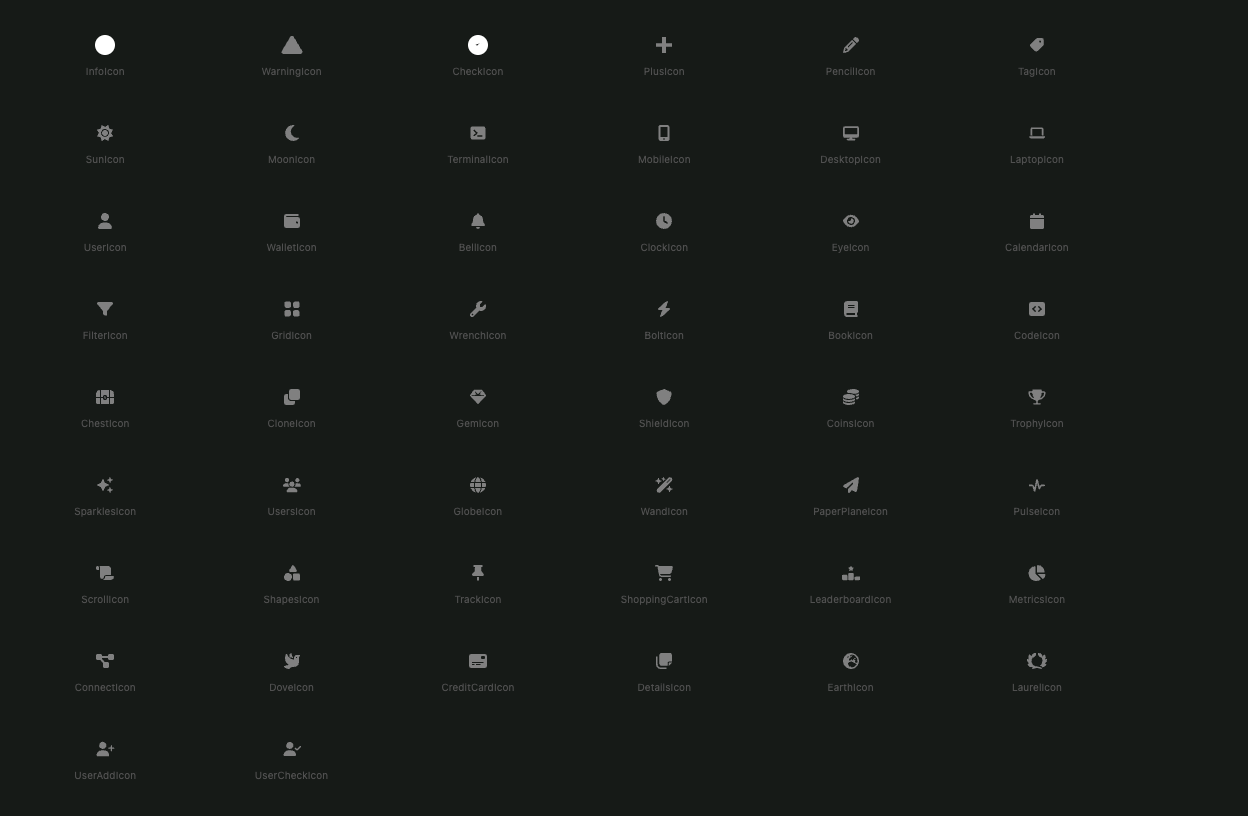 InfoIcon WarningIcon CheckIcon PlusIcon PencilIcon TagIcon
SunIcon MoonIcon TerminalIcon MobileIcon DesktopIcon LaptopIcon
UserIcon WalletIcon BellIcon ClockIcon EyeIcon CalendarIcon
FilterIcon GridIcon WrenchIcon BoltIcon BookIcon CodeIcon
ChestIcon CloneIcon GemIcon ShieldIcon CoinsIcon TrophyIcon
SparklesIcon UsersIcon GlobeIcon WandIcon PaperPlaneIcon PulseIcon
ScrollIcon ShapesIcon TrackIcon ShoppingCartIcon LeaderboardIcon MetricsIcon
ConnectIcon DoveIcon CreditCardIcon DetailsIcon EarthIcon LaurelIcon
UserAddIcon UserCheckIcon